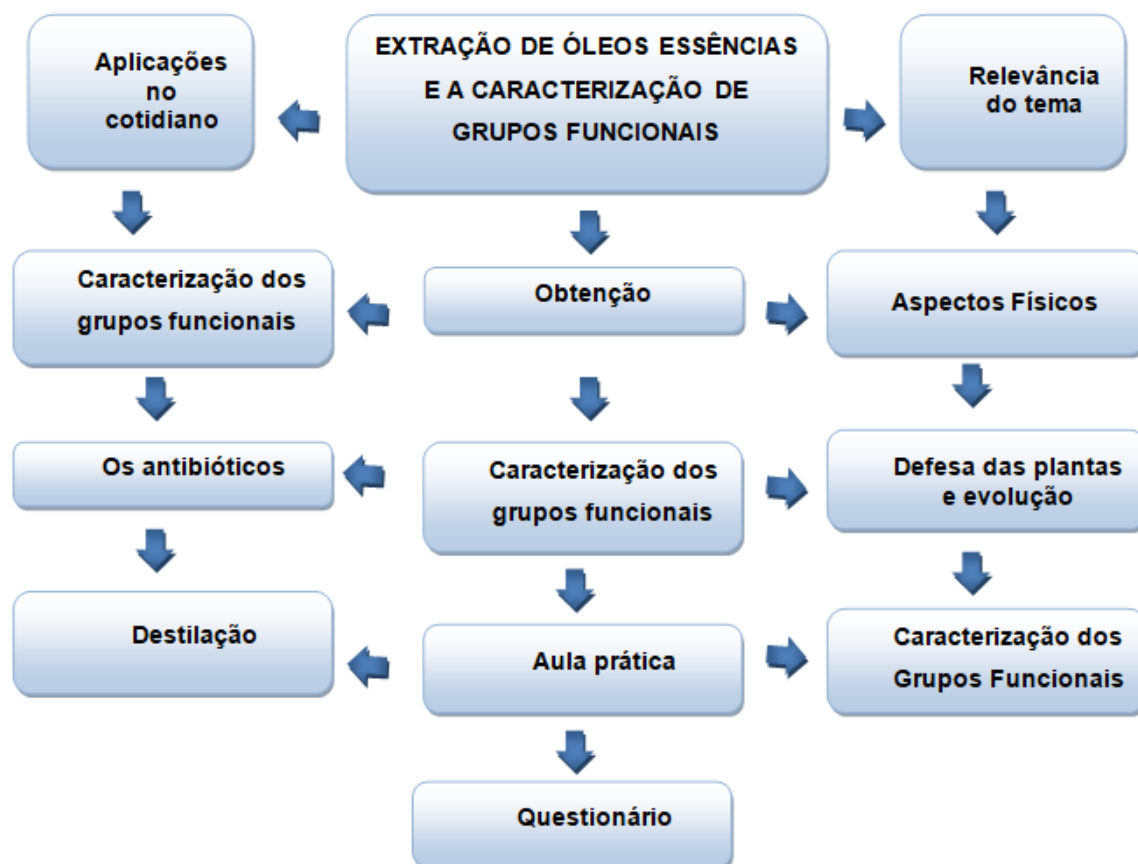 Aplicações
no
cotidiano
EXTRAÇÃO DE ÓLEOS ESSÊNCIAS
E A CARACTERIZAÇÃO DE
GRUPOS FUNCIONAIS
Relevância
do tema
Caracterização dos
grupos funcionais
Obtenção
Aspectos Físicos
Os antibióticos
Caracterização dos
grupos funcionais
Defesa das plantas
e evolução
Destilação
Aula prática
Caracterização dos
Grupos Funcionais
Questionário